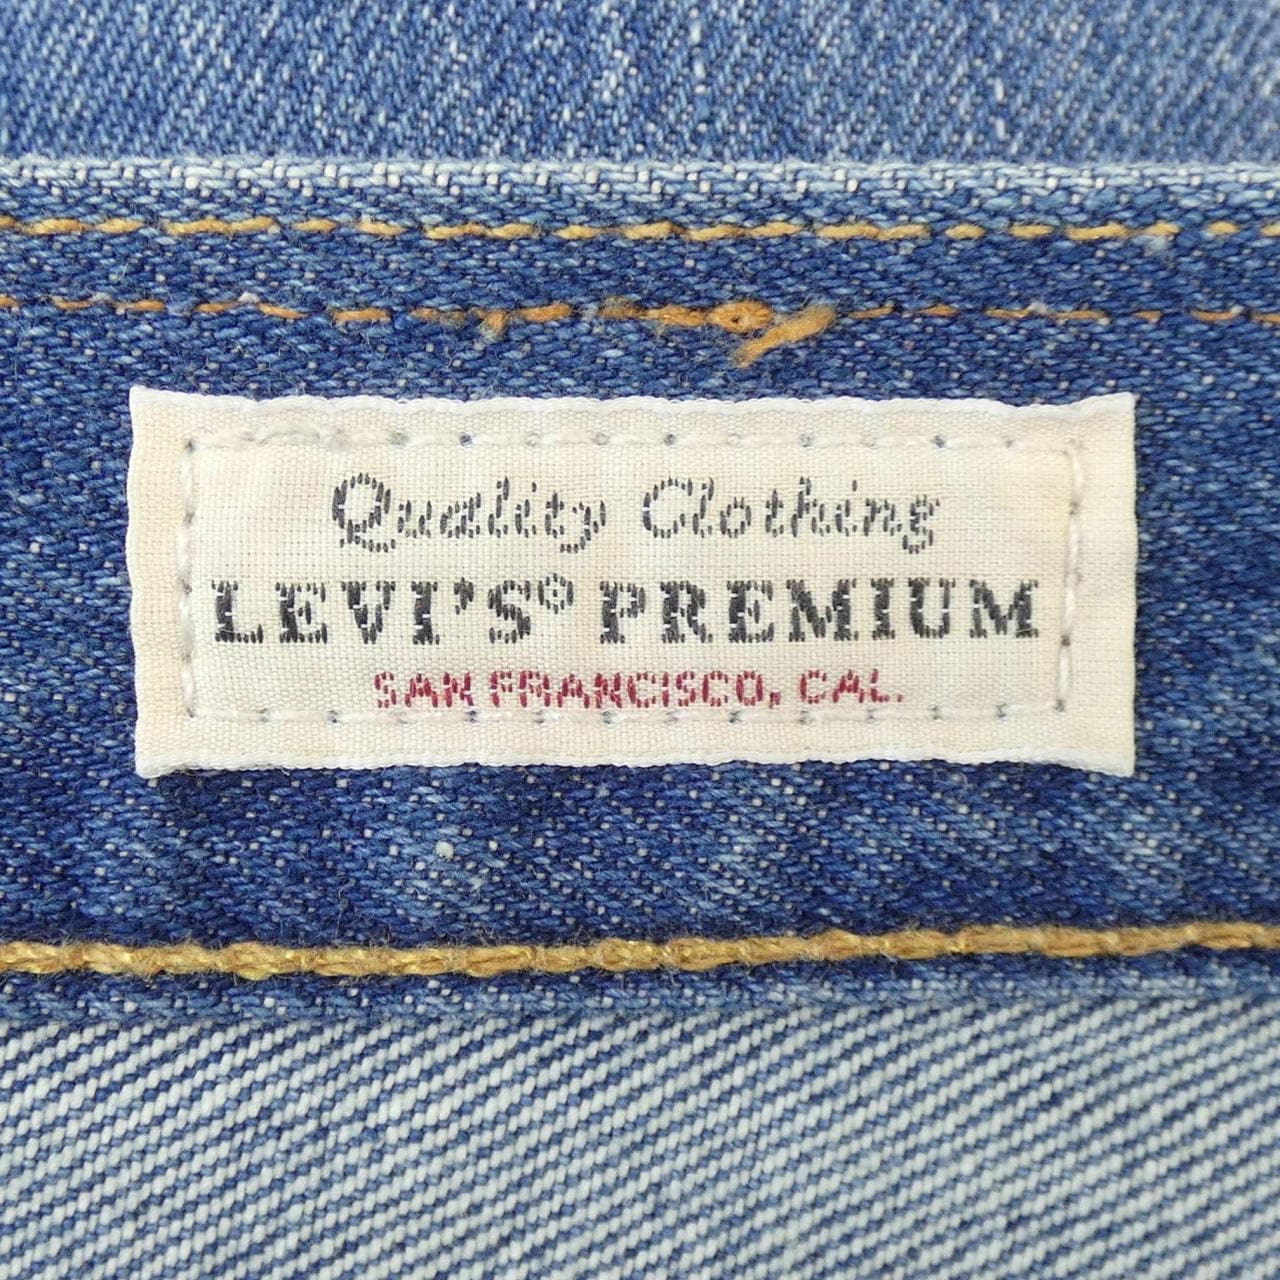 Quality Clothing
LEVI'S® PREMIUM
SAN FRANCISCO, CAL.